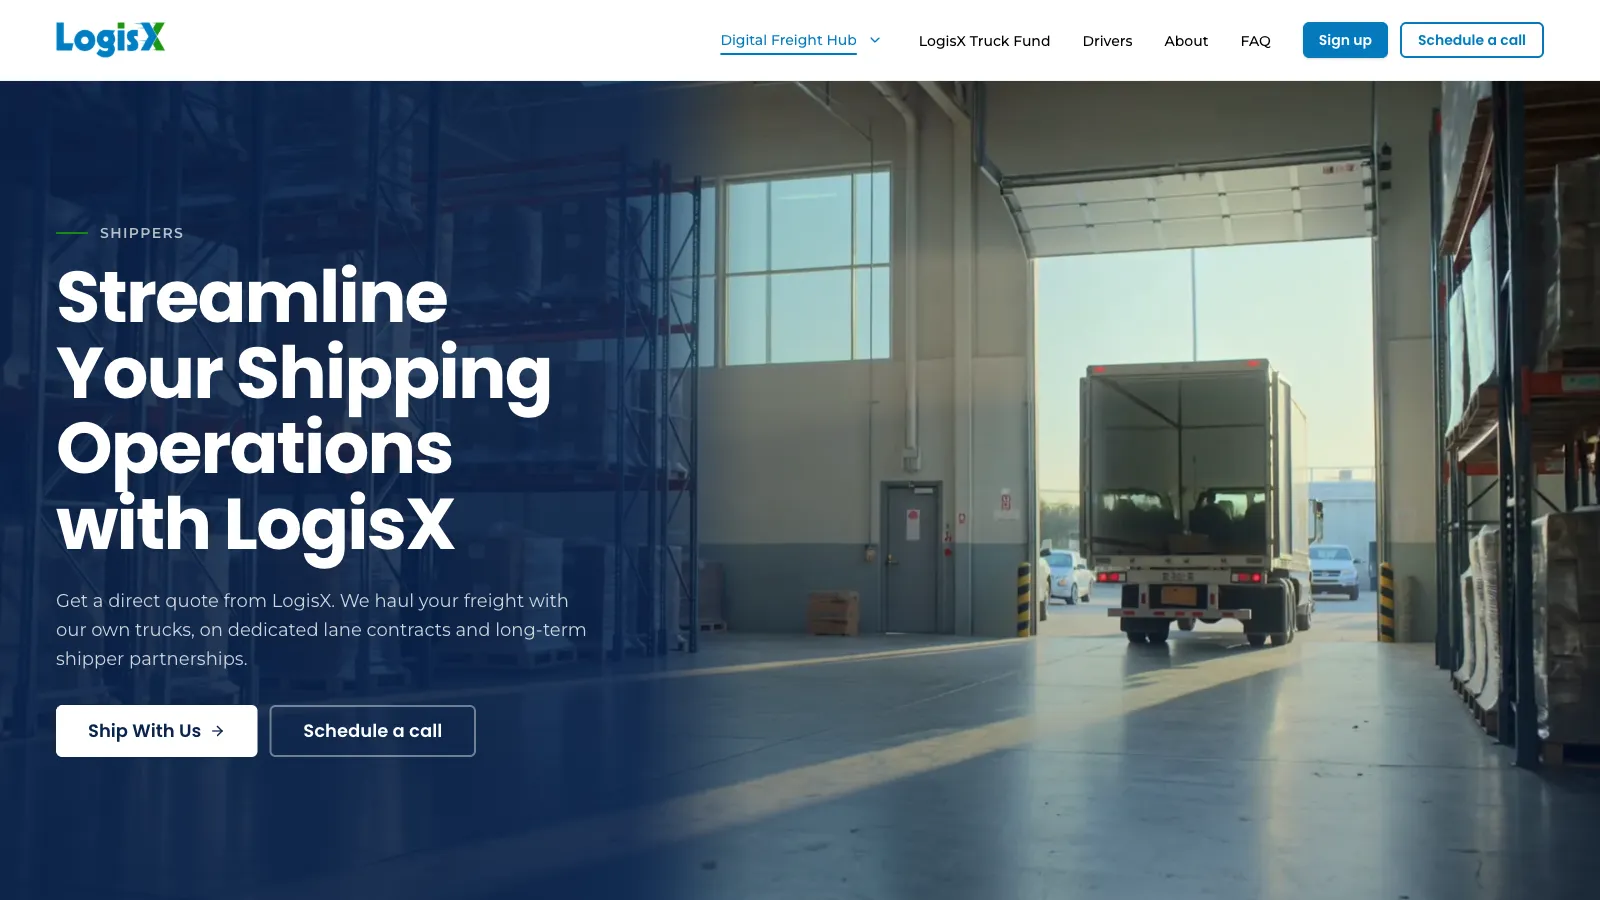 LogisX
Digital Freight Hub
LogisX Truck Fund
Drivers
About
FAQ
Sign up
Schedule a call
SHIPPERS
Streamline
Your Shipping
Operations
with LogisX
Get a direct quote from LogisX. We haul your freight with
our own trucks, on dedicated lane contracts and long-term
shipper partnerships.
Ship With Us
Schedule a call